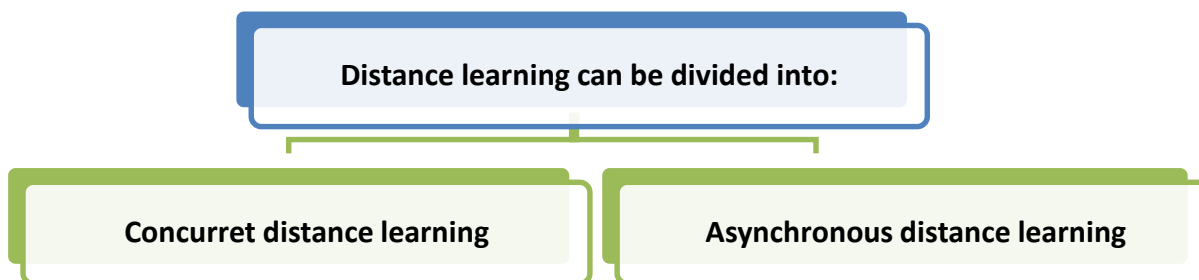 Distance learning can be divided into:
Concurret distance learning
Asynchronous distance learning